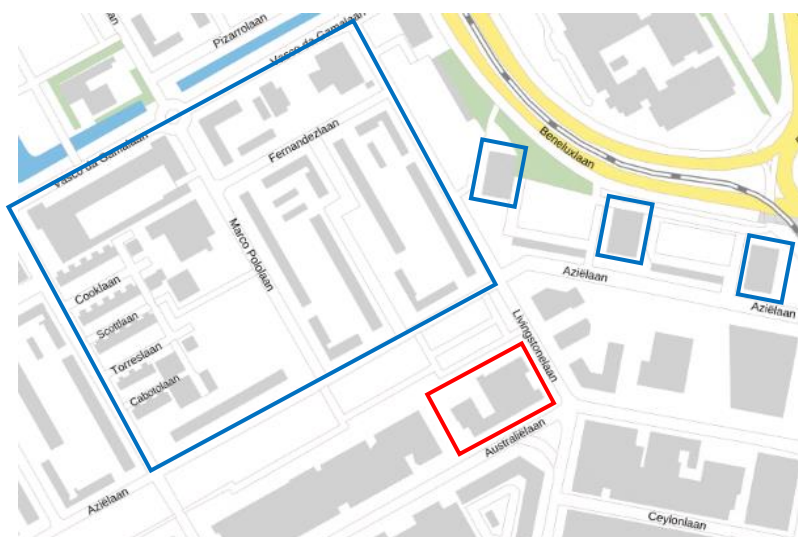 Pizarrolaan
Vasco da Gamalaan
Vasco da Gamalaan
Fernandezlaan
Beneluxlaan
Marco Pololaan
Cooklaan
Scottlaan
Torreslaan
Cabotolaan
Aziëlaan
Aziëlaan
Livingstonelaan
Australiëlaan
Aziëlaan
Ceylonlaan